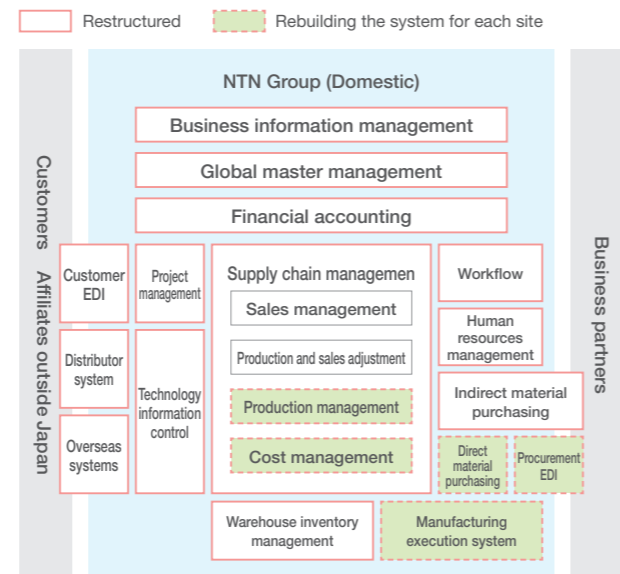 Restructured
Rebuilding the system for each site
NTN Group (Domestic)
Business information management
Global master management
Financial accounting
Customers Affiliates outside Japan
Customer
EDI
Distributor
system
Overseas
systems
Project
management
Technology
information
control
Supply chain managemen
Sales management
Production and sales adjustment
Production management
Cost management
Workflow
Human
resources
management
Indirect material
purchasing
Direct
material
purchasing
Procurement
EDI
Warehouse inventory
management
Manufacturing
execution system
Business partners